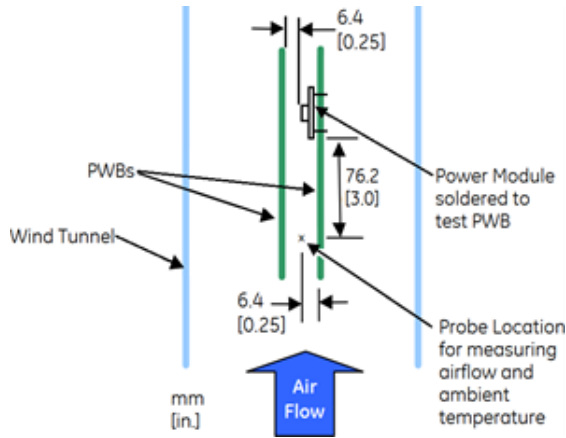 6.4
[0.25]
PWBs
76.2
[3.0]
Power Module
soldered to
test PWB
Wind Tunnel
x
6.4
[0.25]
Probe Location
for measuring
airflow and
ambient
temperature
mm
[in.]
Air
Flow